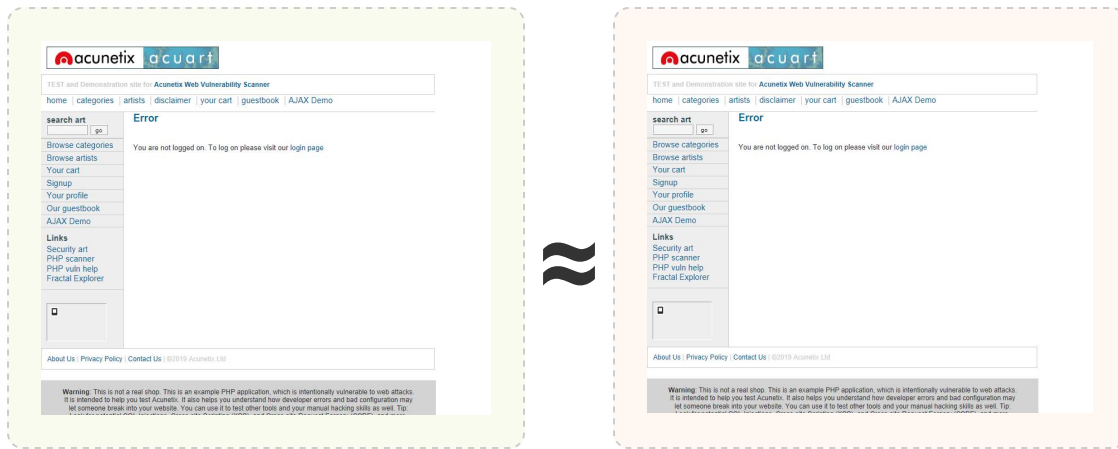 acunetix acuart
TEST and Demonstration site for Acunetix Web Vulnerability Scanner
home | categories | artists | disclaimer | your cart | guestbook | AJAX Demo
search art
go
Browse categories
Browse artists
Your cart
Signup
Your profile
Our guestbook
AJAX Demo
Links
Security art
PHP scanner
PHP vuln help
Fractal Explorer
Error
You are not logged on. To log on please visit our login page
About Us | Privacy Policy | Contact Us | ©2019 Acunetix Ltd
Warning: This is not a real shop. This is an example PHP application, which is intentionally vulnerable to web attacks.
It is intended to help you test Acunetix. It also helps you understand how developer errors and bad configuration may
let someone break into your website. You can use it to test other tools and your manual hacking skills as well. Tip:
≈
acunetix acuart
TEST and Demonstration site for Acunetix Web Vulnerability Scanner
home | categories | artists | disclaimer | your cart | guestbook | AJAX Demo
search art
go
Browse categories
Browse artists
Your cart
Signup
Your profile
Our guestbook
AJAX Demo
Links
Security art
PHP scanner
PHP vuln help
Fractal Explorer
Error
You are not logged on. To log on please visit our login page
About Us | Privacy Policy | Contact Us | ©2019 Acunetix Ltd
Warning: This is not a real shop. This is an example PHP application, which is intentionally vulnerable to web attacks.
It is intended to help you test Acunetix. It also helps you understand how developer errors and bad configuration may
let someone break into your website. You can use it to test other tools and your manual hacking skills as well. Tip: